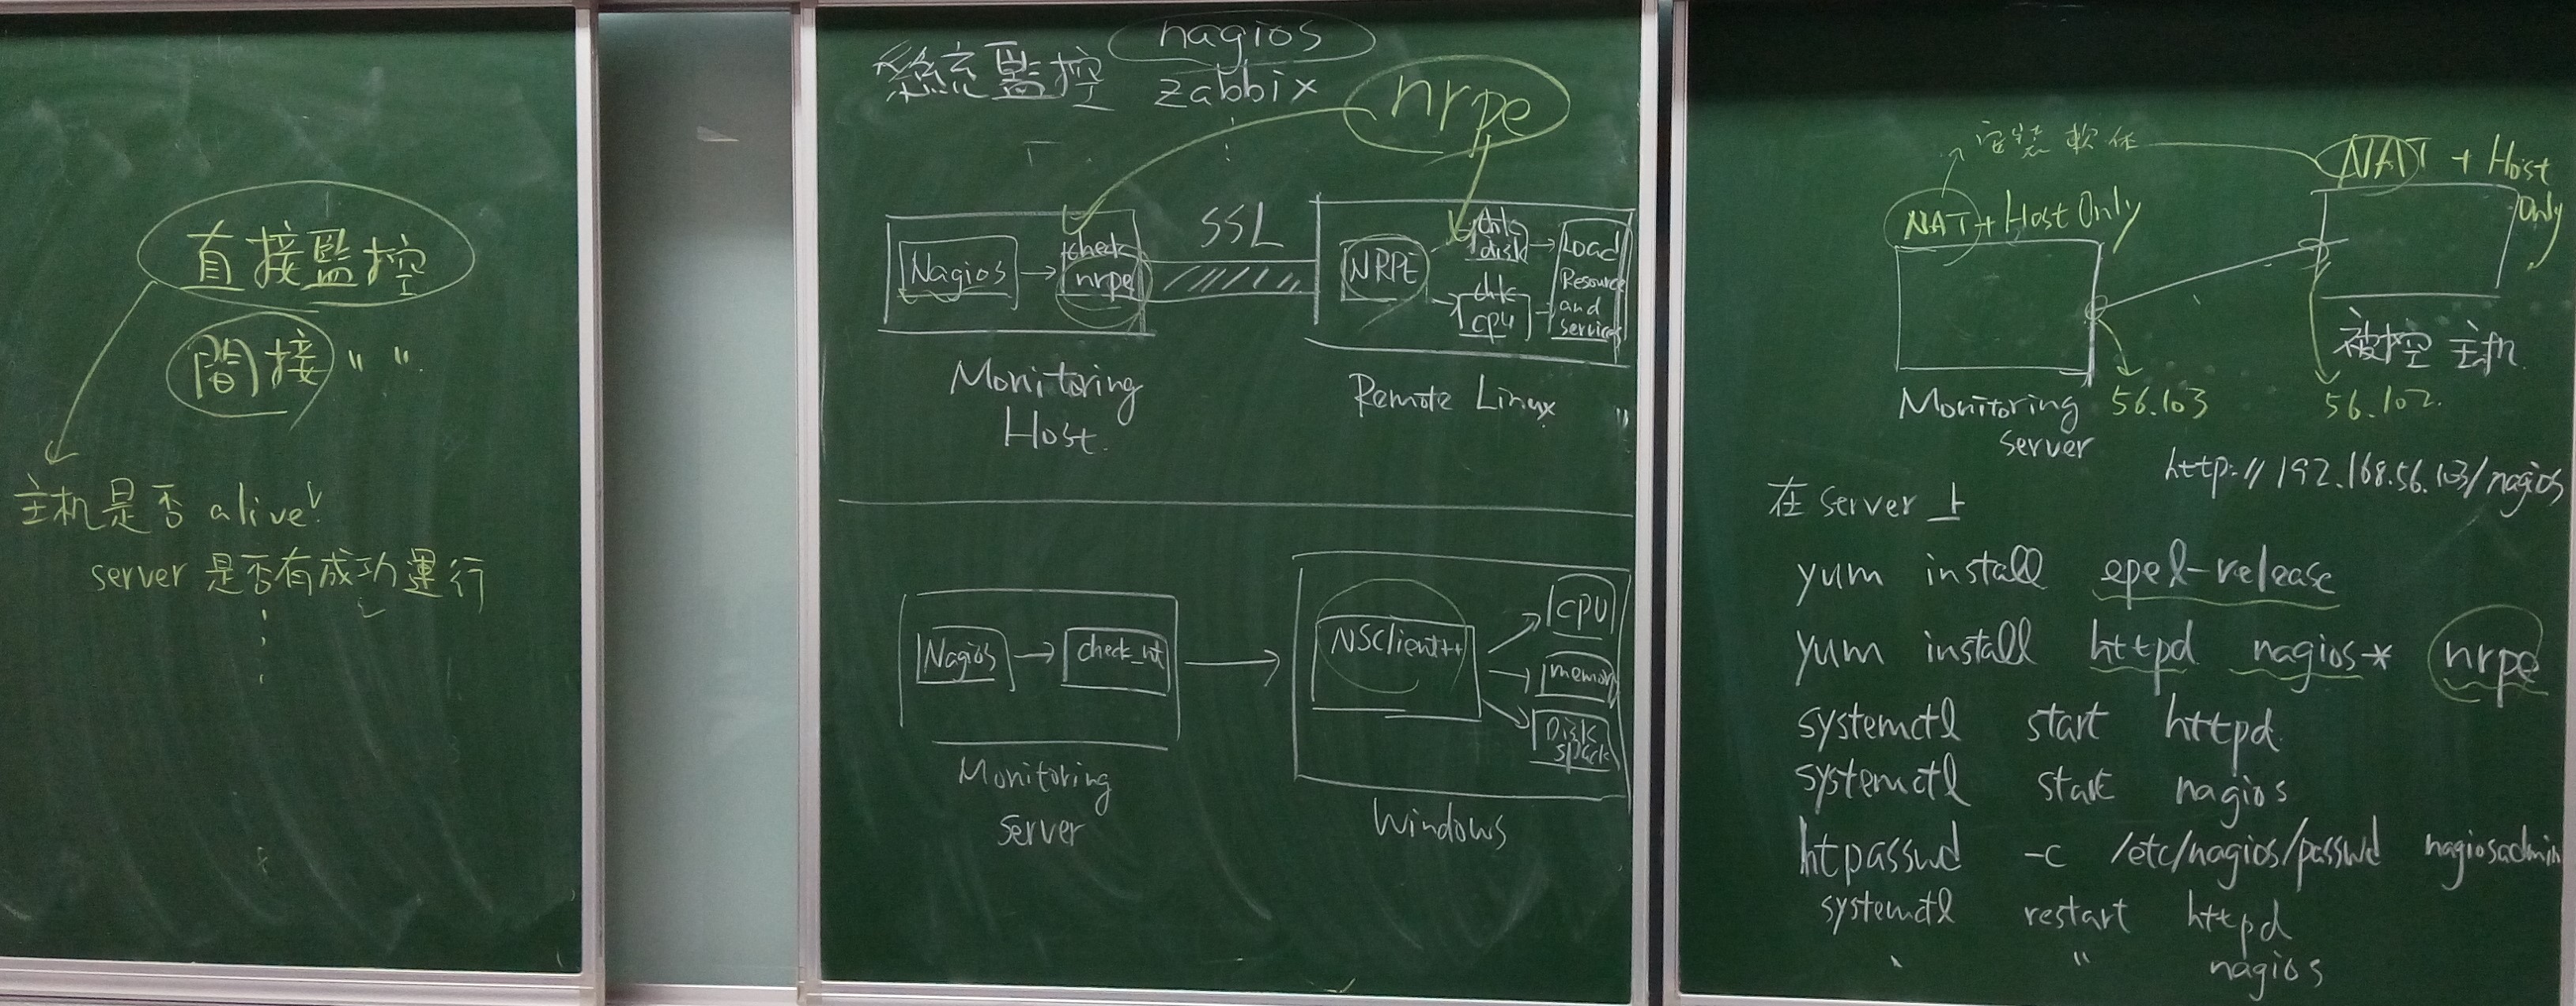 直接監控
間接 " "
主机是否 alive?
server 是否有成功運行
系統監控 nagios
zabbix
nrpe
SSL
Nagios
check
nrpe
NRPE
chk
disk
chk
cpu
Load
Resource
and
services
Monitoring
Host.
Remote Linux
Nagios
check_nt
NSClient++
CPU
memory
Disk
space
Monitoring
Server
Windows
安裝軟体
NAT + Host Only
NAT + Host
Only
被控主机
Monitoring
server
56.103
56.102.
http://192.168.56.103/nagios
在 server 上
yum install epel-release
yum install httpd nagios* nrpe
systemctl start httpd
systemctl start nagios
htpasswd -c /etc/nagios/passwd nagiosadmin
systemctl restart httpd
" " nagios